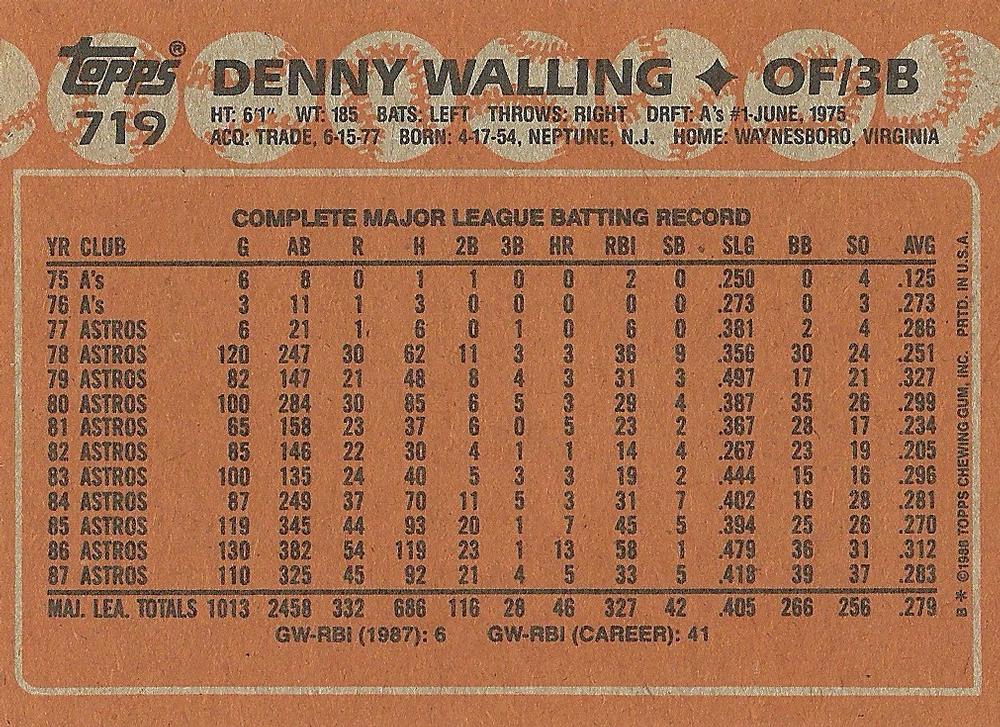 topps® DENNY WALLING ✦ OF/3B
719
HT: 6'1" WT: 185 BATS: LEFT THROWS: RIGHT DRFT: A's #1-JUNE, 1975
ACQ: TRADE, 6-15-77 BORN: 4-17-54, NEPTUNE, N.J. HOME: WAYNESBORO, VIRGINIA
COMPLETE MAJOR LEAGUE BATTING RECORD
YR CLUB G AB R H 2B 3B HR RBI SB SLG BB SO AVG
75 A's 6 8 0 1 1 0 0 2 0 .250 0 4 .125
76 A's 3 11 1 3 0 0 0 0 0 .273 0 3 .273
77 ASTROS 6 21 1 6 0 1 0 6 0 .381 2 4 .286
78 ASTROS 120 247 30 62 11 3 3 36 9 .356 30 24 .251
79 ASTROS 82 147 21 48 8 4 3 31 3 .497 17 21 .327
80 ASTROS 100 284 30 85 6 5 3 29 4 .387 35 26 .299
81 ASTROS 65 158 23 37 6 0 5 23 2 .367 28 17 .234
82 ASTROS 85 146 22 30 4 1 1 14 4 .267 23 19 .205
83 ASTROS 100 135 24 40 5 3 3 19 2 .444 15 16 .296
84 ASTROS 87 249 37 70 11 5 3 31 7 .402 16 28 .281
85 ASTROS 119 345 44 93 20 1 7 45 5 .394 25 26 .270
86 ASTROS 130 382 54 119 23 1 13 58 1 .479 36 31 .312
87 ASTROS 110 325 45 92 21 4 5 33 5 .418 39 37 .283
MAJ. LEA. TOTALS 1013 2458 332 686 116 28 46 327 42 .405 266 256 .279
GW-RBI (1987): 6 GW-RBI (CAREER): 41
B * ©1988 TOPPS CHEWING GUM, INC. PRTD. IN U.S.A.